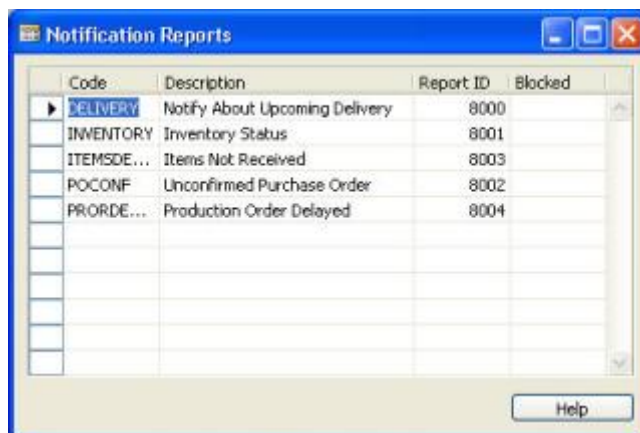 Notification Reports
Code Description Report ID Blocked
DELIVERY Notify About Upcoming Delivery 8000
INVENTORY Inventory Status 8001
ITEMSDE... Items Not Received 8003
POCONF Unconfirmed Purchase Order 8002
PRORDE... Production Order Delayed 8004
Help